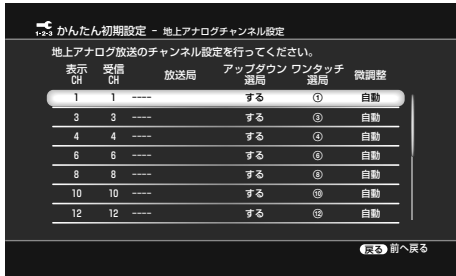 1-2-3 かんたん初期設定 - 地上アナログチャンネル設定
地上アナログ放送のチャンネル設定を行ってください。
表示CH 受信CH 放送局 アップダウン選局 ワンタッチ選局 微調整
1 1 ---- する ① 自動
3 3 ---- する ③ 自動
4 4 ---- する ④ 自動
6 6 ---- する ⑥ 自動
8 8 ---- する ⑧ 自動
10 10 ---- する ⑩ 自動
12 12 ---- する ⑫ 自動
戻る 前へ戻る